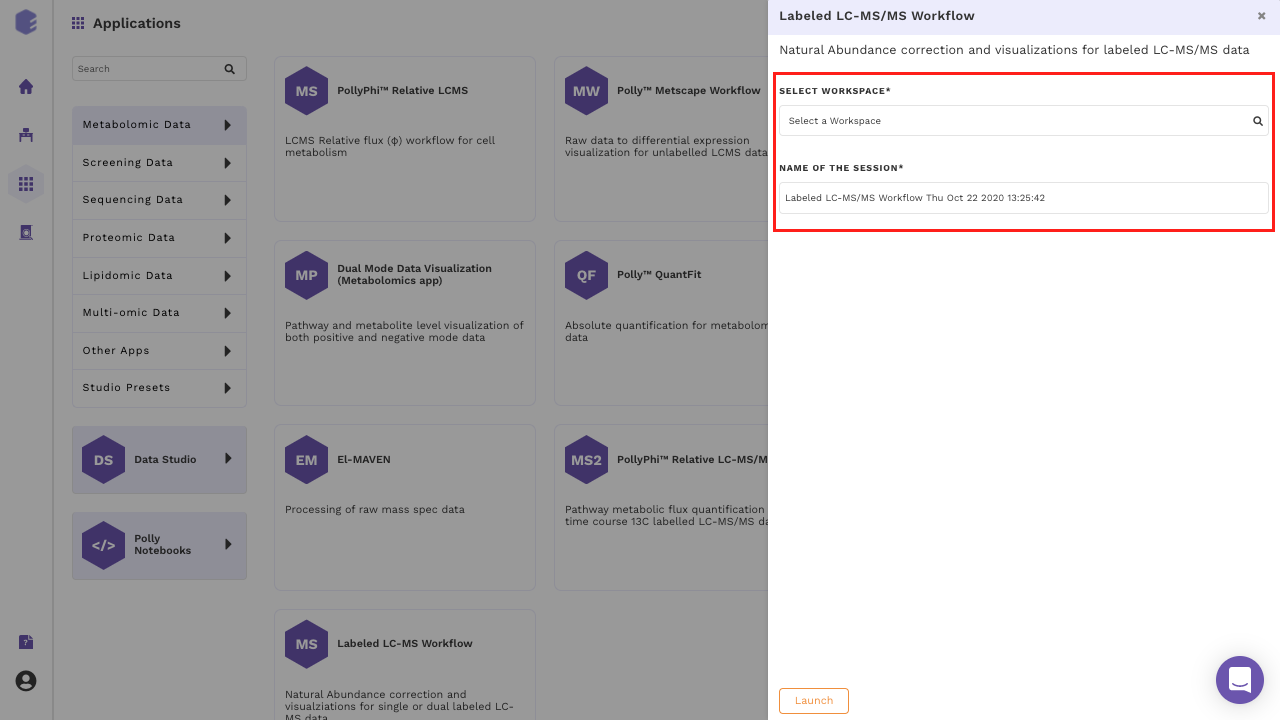 Applications
Search
Metabolomic Data
Screening Data
Sequencing Data
Proteomic Data
Lipidomic Data
Multi-omic Data
Other Apps
Studio Presets
DS
Data Studio
</>
Polly
Notebooks
?
MS
PollyPhi™ Relative LCMS
LCMS Relative flux (ϕ) workflow for cell
metabolism
MW
Polly™ Metscape Workflow
Raw data to differential expression
visualization for unlabelled LCMS data
MP
Dual Mode Data Visualization
(Metabolomics app)
Pathway and metabolite level visualization of
both positive and negative mode data
QF
Polly™ QuantFit
Absolute quantification for metabolom
data
EM
El-MAVEN
Processing of raw mass spec data
MS2
PollyPhi™ Relative LC-MS/M
Pathway metabolic flux quantification
time course 13C labelled LC-MS/MS da
MS
Labeled LC-MS Workflow
Natural Abundance correction and
visualziations for single or dual labeled LC-
MS data
Labeled LC-MS/MS Workflow
×
Natural Abundance correction and visualizations for labeled LC-MS/MS data
SELECT WORKSPACE*
Select a Workspace
NAME OF THE SESSION*
Labeled LC-MS/MS Workflow Thu Oct 22 2020 13:25:42
Launch